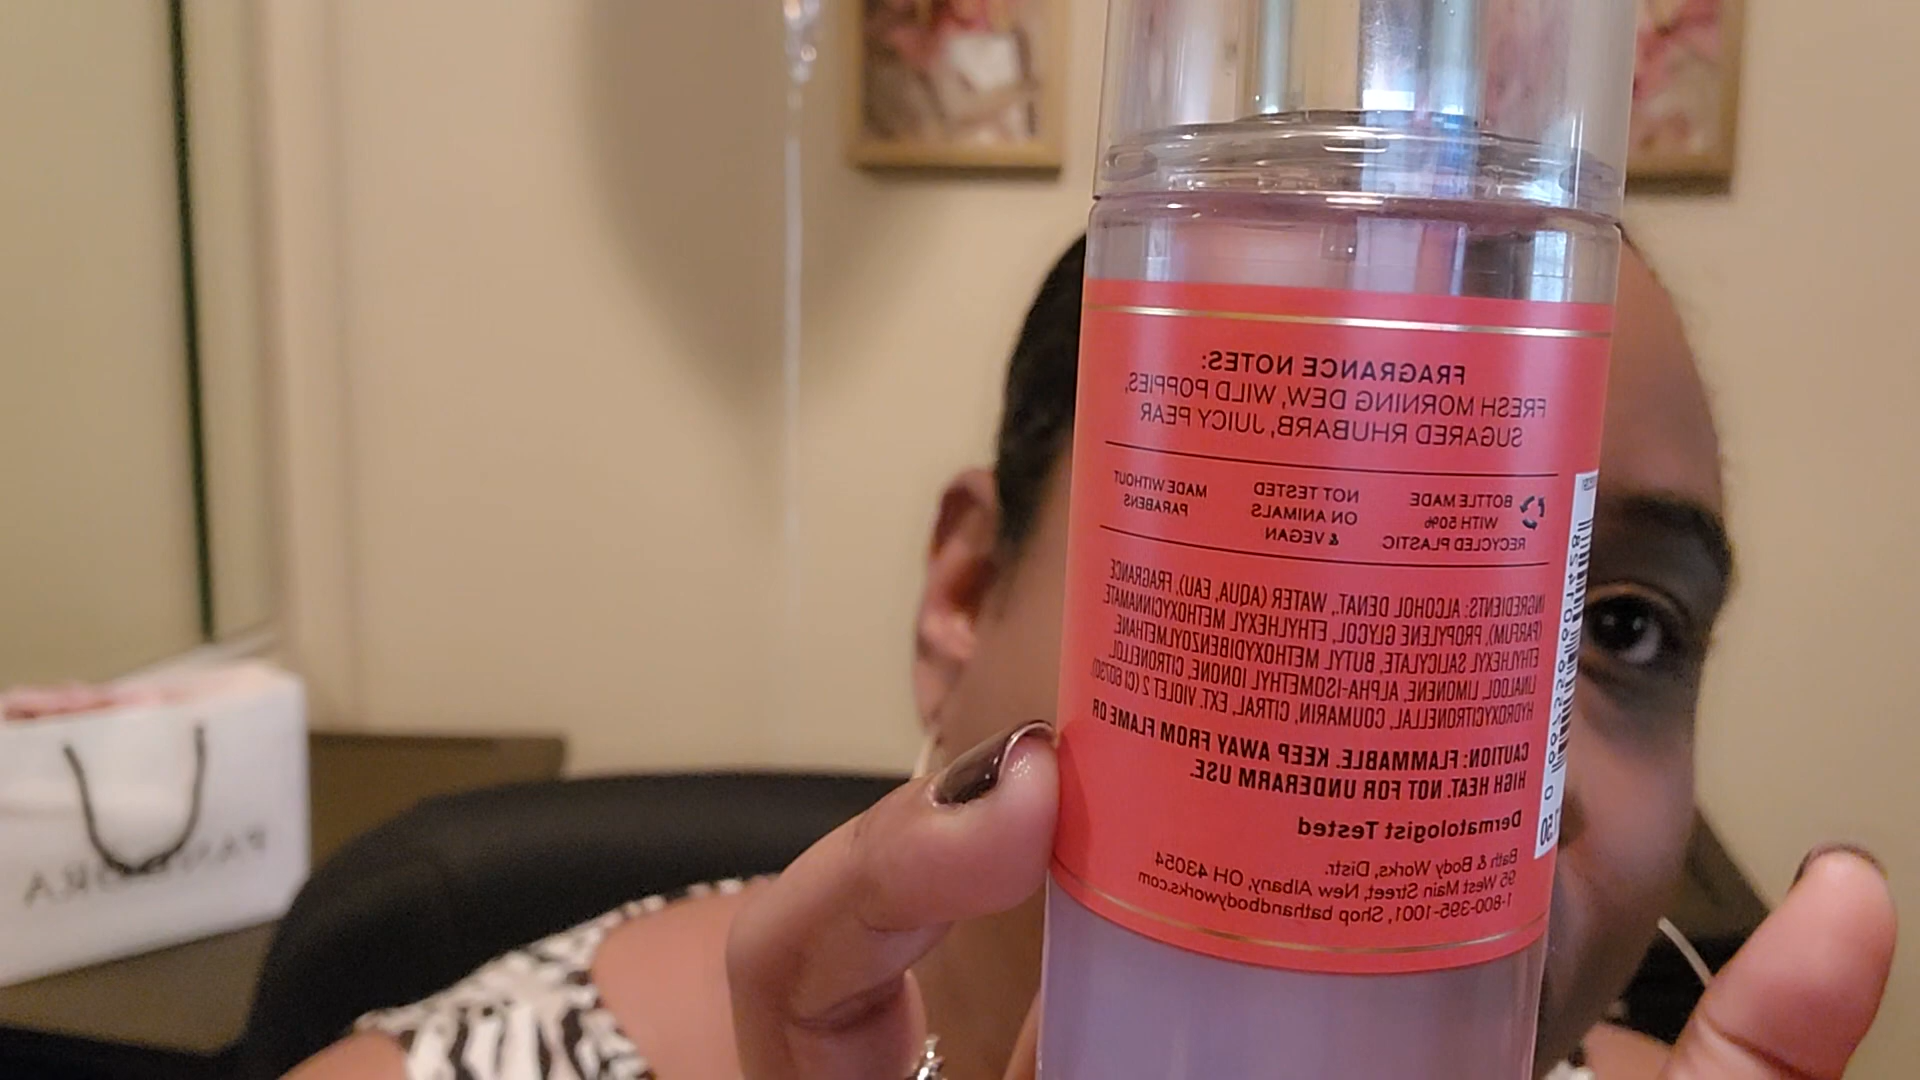 FRAGRANCE NOTES:
FRESH MORNING DEW, WILD POPPIES,
SUGARED RHUBARB, JUICY PEAR
BOTTLE MADE
WITH 50%
RECYCLED PLASTIC
NOT TESTED
ON ANIMALS
& VEGAN
MADE WITHOUT
PARABENS
INGREDIENTS: ALCOHOL DENAT., WATER (AQUA, EAU), FRAGRANCE
(PARFUM), PROPYLENE GLYCOL, ETHYLHEXYL METHOXYCINNAMATE,
ETHYLHEXYL SALICYLATE, BUTYL METHOXYDIBENZOYLMETHANE,
LINALOOL, LIMONENE, ALPHA-ISOMETHYL IONONE, CITRONELLOL,
HYDROXYCITRONELLAL, COUMARIN, CITRAL, EXT. VIOLET 2 (CI 60730).
CAUTION: FLAMMABLE. KEEP AWAY FROM FLAME OR
HIGH HEAT. NOT FOR UNDERARM USE.
Dermatologist Tested
Bath & Body Works, Distr.
95 West Main Street, New Albany, OH 43054
1-800-395-1001, Shop bathandbodyworks.com
PANDORA